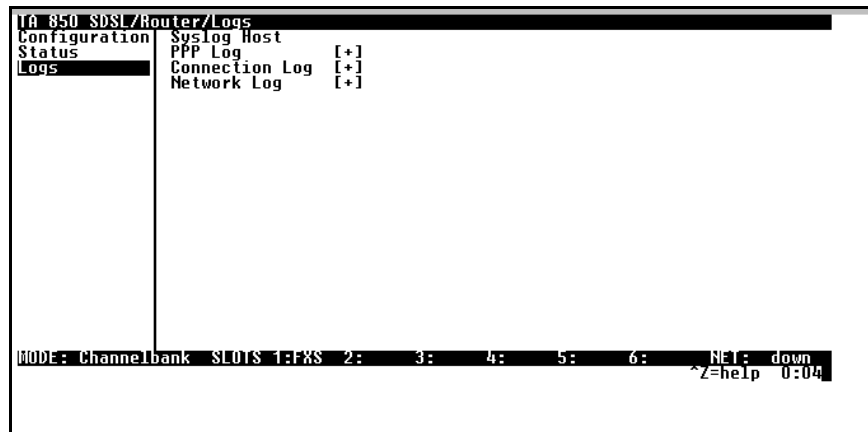 TA 850 SDSL/Router/Logs
Configuration Syslog Host
Status PPP Log [+]
Logs Connection Log [+]
Network Log [+]
MODE: Channelbank SLOTS 1:FXS 2: 3: 4: 5: 6: NET: down
^Z=help 0:04